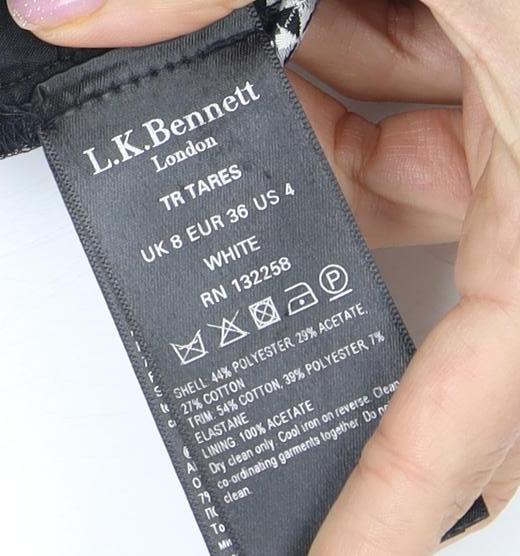 L.K.Bennett
London
TR TARES
UK 8 EUR 36 US 4
WHITE
RN 132258
P
SHELL: 44% POLYESTER, 29% ACETATE,
27% COTTON
TRIM: 54% COTTON, 39% POLYESTER, 7%
ELASTANE
LINING: 100% ACETATE
Dry clean only. Cool iron on reverse. Clean
co-ordinating garments together. Do
clean.